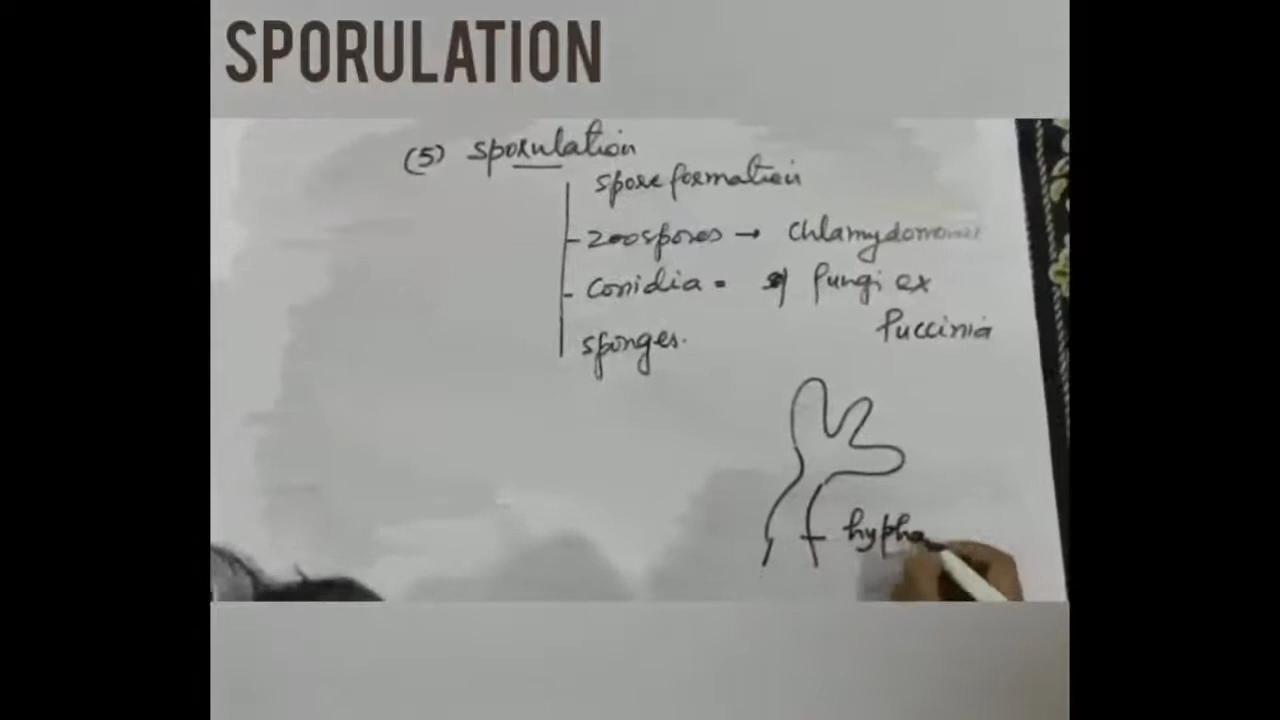 SPORULATION
(5) sporulation
spore formation
zoospores → Chlamydomonas
Conidia = fungi ex
Puccinia
sponges.
hypha